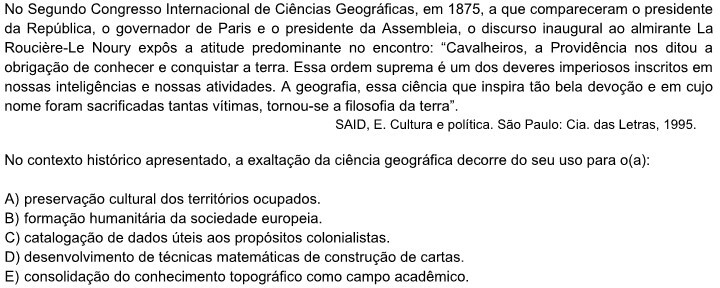 No Segundo Congresso Internacional de Ciências Geográficas, em 1875, a que compareceram o presidente
da República, o governador de Paris e o presidente da Assembleia, o discurso inaugural ao almirante La
Roucière-Le Noury expôs a atitude predominante no encontro: “Cavalheiros, a Providência nos ditou a
obrigação de conhecer e conquistar a terra. Essa ordem suprema é um dos deveres imperiosos inscritos em
nossas inteligências e nossas atividades. A geografia, essa ciência que inspira tão bela devoção e em cujo
nome foram sacrificadas tantas vítimas, tornou-se a filosofia da terra”.
SAID, E. Cultura e política. São Paulo: Cia. das Letras, 1995.
No contexto histórico apresentado, a exaltação da ciência geográfica decorre do seu uso para o(a):
A) preservação cultural dos territórios ocupados.
B) formação humanitária da sociedade europeia.
C) catalogação de dados úteis aos propósitos colonialistas.
D) desenvolvimento de técnicas matemáticas de construção de cartas.
E) consolidação do conhecimento topográfico como campo acadêmico.